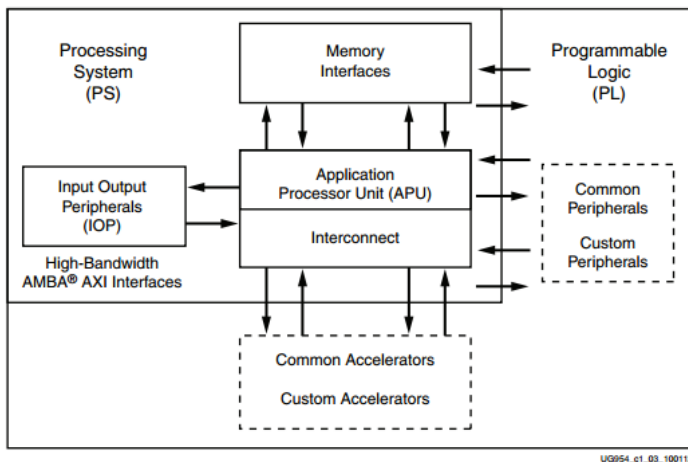 Processing
System
(PS)
Memory
Interfaces
Programmable
Logic
(PL)
Input Output
Peripherals
(IOP)
High-Bandwidth
AMBA® AXI Interfaces
Application
Processor Unit (APU)
Interconnect
Common
Peripherals
Custom
Peripherals
Common Accelerators
Custom Accelerators
UG954_c1_03_10011